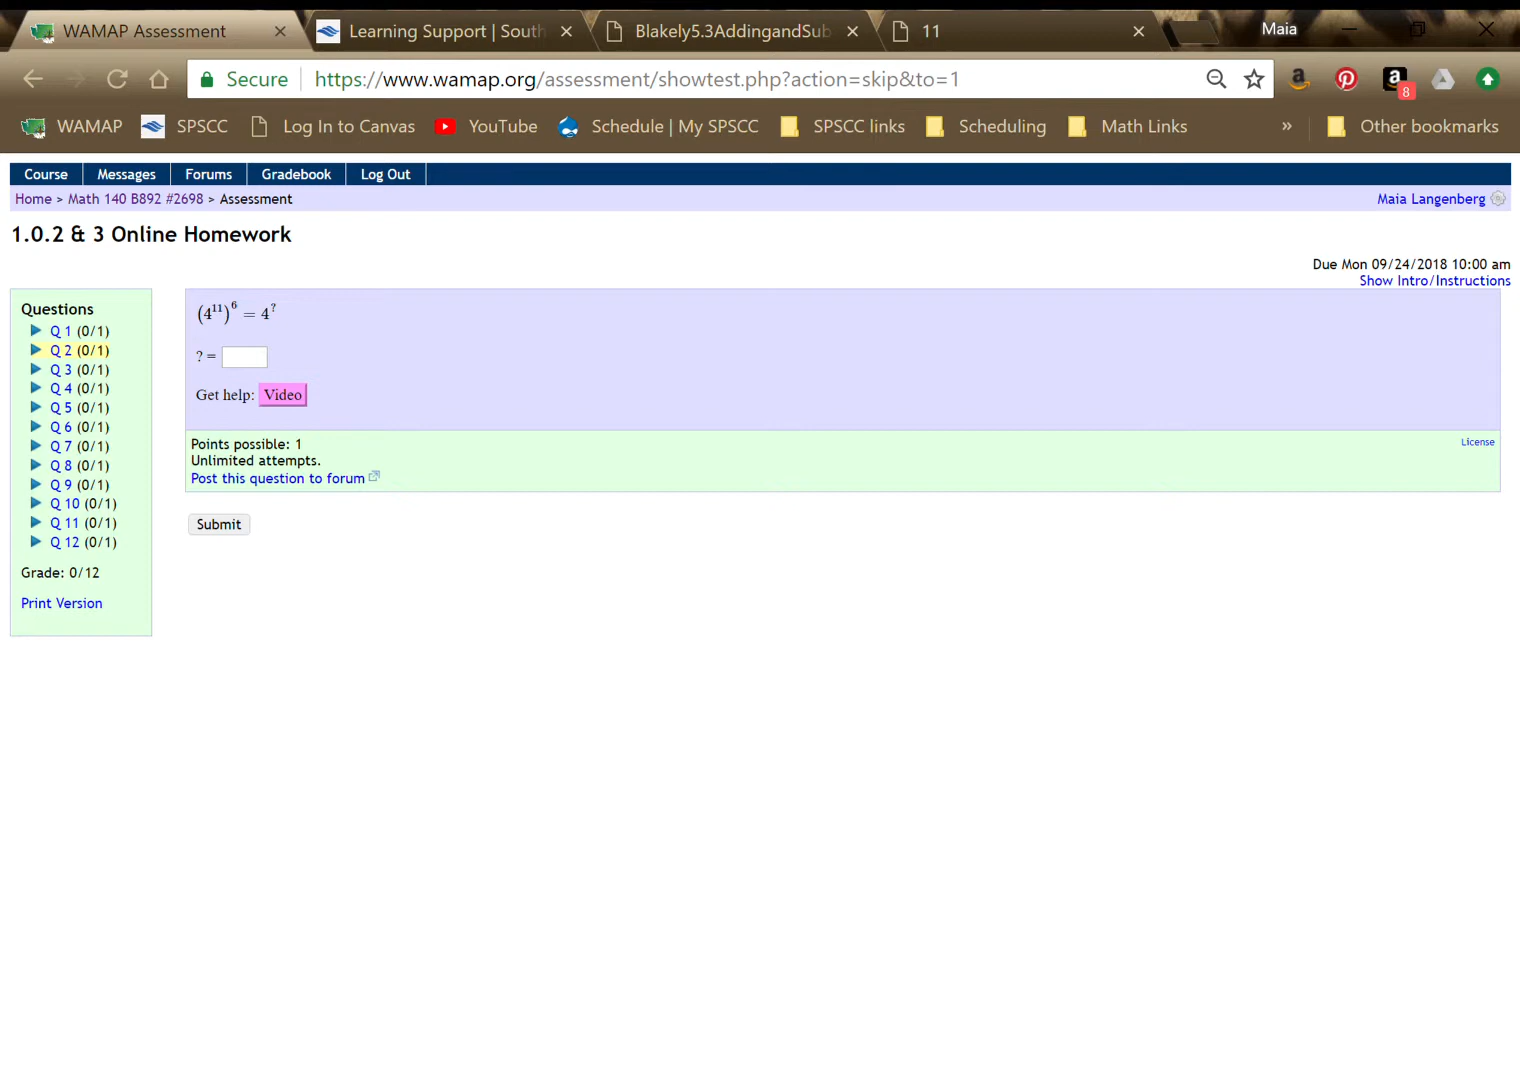 WAMAP Assessment Learning Support | South Blakely5.3AddingandSub 11 Maia
Secure https://www.wamap.org/assessment/showtest.php?action=skip&to=1 8
WAMAP SPSCC Log In to Canvas YouTube Schedule | My SPSCC SPSCC links Scheduling Math Links » Other bookmarks
Course Messages Forums Gradebook Log Out
Home > Math 140 B892 #2698 > Assessment Maia Langenberg
1.0.2 & 3 Online Homework
Due Mon 09/24/2018 10:00 am
Show Intro/Instructions
Questions
Q 1 (0/1)
Q 2 (0/1)
Q 3 (0/1)
Q 4 (0/1)
Q 5 (0/1)
Q 6 (0/1)
Q 7 (0/1)
Q 8 (0/1)
Q 9 (0/1)
Q 10 (0/1)
Q 11 (0/1)
Q 12 (0/1)
Grade: 0/12
Print Version
(4^11)^6 = 4^?
? =
Get help: Video
Points possible: 1 License
Unlimited attempts.
Post this question to forum
Submit